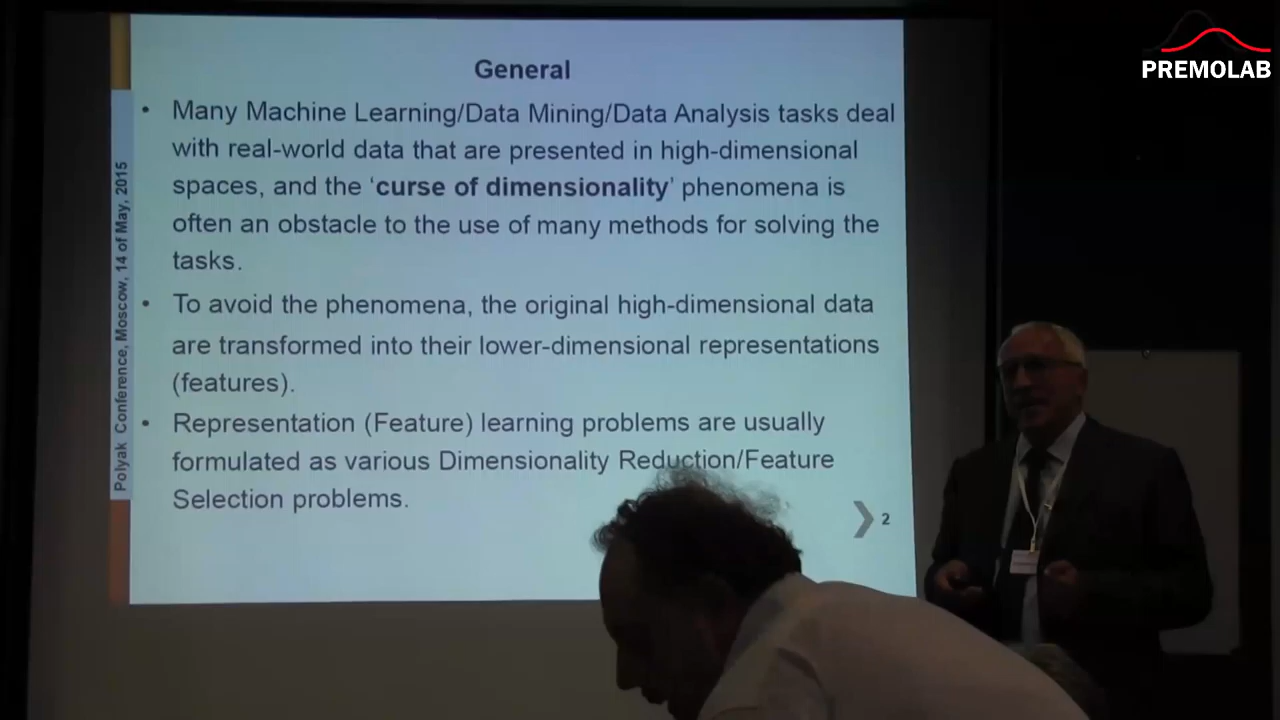 PREMOLAB
General
• Many Machine Learning/Data Mining/Data Analysis tasks deal
with real-world data that are presented in high-dimensional
spaces, and the ‘curse of dimensionality’ phenomena is
often an obstacle to the use of many methods for solving the
tasks.
• To avoid the phenomena, the original high-dimensional data
are transformed into their lower-dimensional representations
(features).
• Representation (Feature) learning problems are usually
formulated as various Dimensionality Reduction/Feature
Selection problems.
2
Polyak Conference, Moscow, 14 of May, 2015